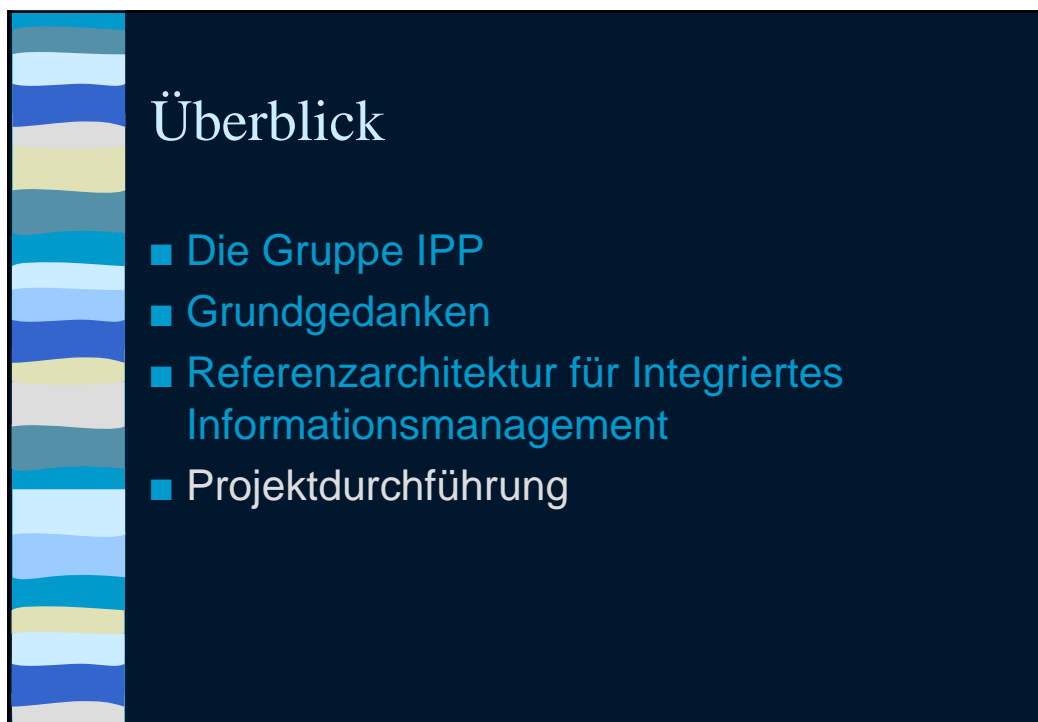 Überblick
Die Gruppe IPP
Grundgedanken
Referenzarchitektur für Integriertes
Informationsmanagement
Projektdurchführung